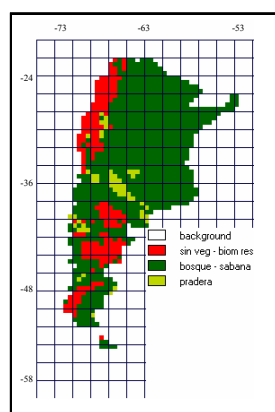 -73 -63 -53
-24
-36
background
sin veg - biom res
bosque - sabana
-48
pradera
-58